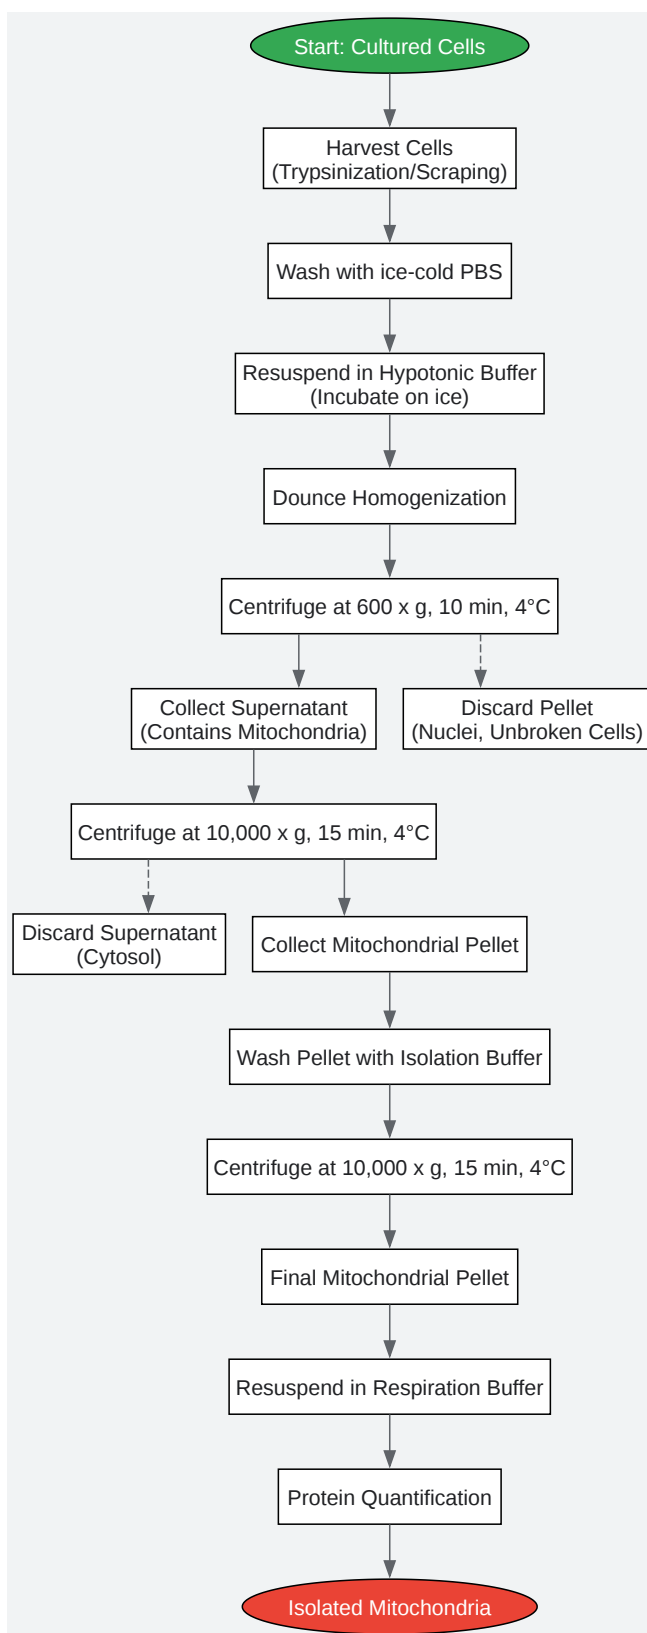 Start: Cultured Cells
Harvest Cells
(Trypsinization/Scraping)
Wash with ice-cold PBS
Resuspend in Hypotonic Buffer
(Incubate on ice)
Dounce Homogenization
Centrifuge at 600 x g, 10 min, 4°C
Collect Supernatant
(Contains Mitochondria)
Discard Pellet
(Nuclei, Unbroken Cells)
Centrifuge at 10,000 x g, 15 min, 4°C
Discard Supernatant
(Cytosol)
Collect Mitochondrial Pellet
Wash Pellet with Isolation Buffer
Centrifuge at 10,000 x g, 15 min, 4°C
Final Mitochondrial Pellet
Resuspend in Respiration Buffer
Protein Quantification
Isolated Mitochondria